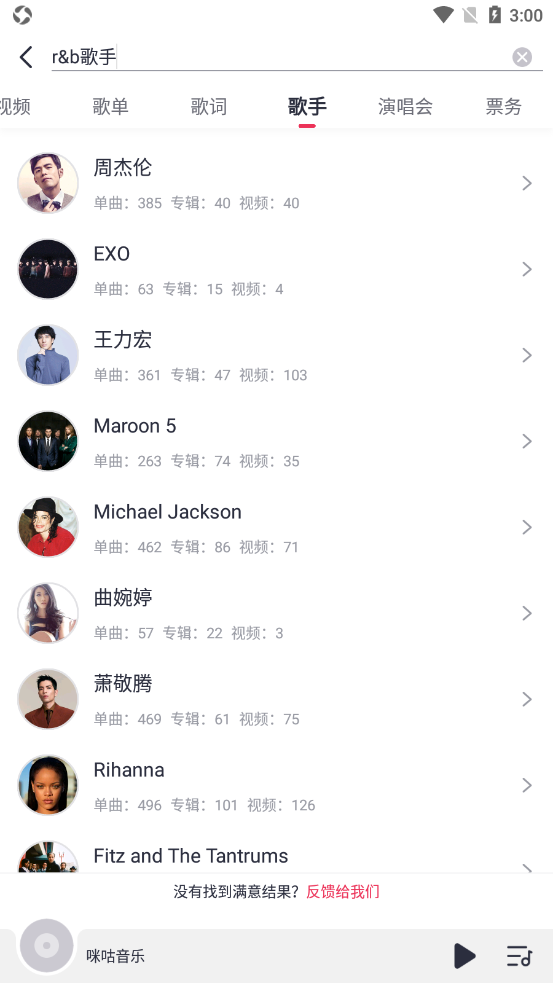 3:00
r&b歌手
视频 歌单 歌词 歌手 演唱会 票务
周杰伦
单曲：385 专辑：40 视频：40
EXO
单曲：63 专辑：15 视频：4
王力宏
单曲：361 专辑：47 视频：103
Maroon 5
单曲：263 专辑：74 视频：35
Michael Jackson
单曲：462 专辑：86 视频：71
曲婉婷
单曲：57 专辑：22 视频：3
萧敬腾
单曲：469 专辑：61 视频：75
Rihanna
单曲：496 专辑：101 视频：126
Fitz and The Tantrums
没有找到满意结果？反馈给我们
咪咕音乐